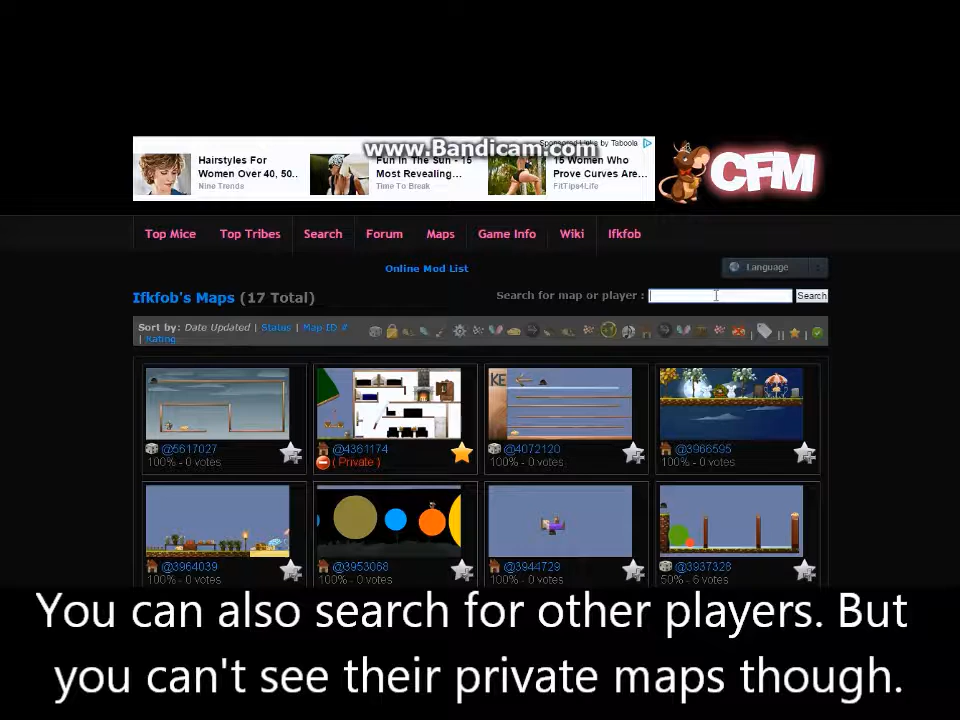 Sponsored Links by Taboola
www.Bandicam.com
Hairstyles For
Women Over 40, 50..
Nine Trends
Fun In The Sun - 15
Most Revealing...
Time To Break
15 Women Who
Prove Curves Are...
FitTips4Life
CFM
Top Mice Top Tribes Search Forum Maps Game Info Wiki Ifkfob
Online Mod List
Language
Ifkfob's Maps (17 Total)
Search for map or player :
Search
Sort by: Date Updated | Status | Map ID #
| Rating
KE
@5617027
100% - 0 votes
@4361174
( Private )
@4072120
100% - 0 votes
@3966595
100% - 0 votes
@3964039
100% - 0 votes
@3953068
100% - 0 votes
@3944729
100% - 0 votes
@3937328
50% - 6 votes
You can also search for other players. But
you can't see their private maps though.